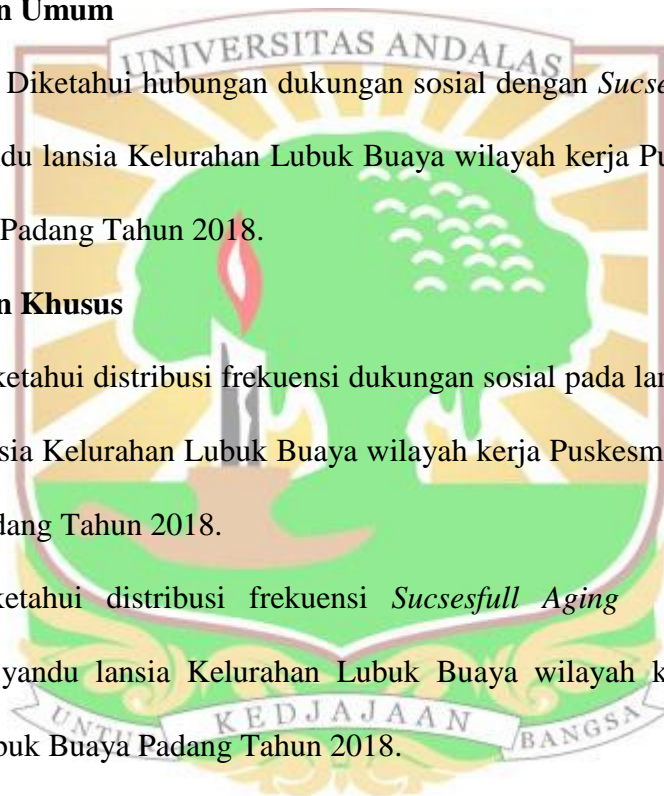 n Umum
UNIVERSITAS ANDALAS
Diketahui hubungan dukungan sosial dengan Sucse
du lansia Kelurahan Lubuk Buaya wilayah kerja Pu
Padang Tahun 2018.
n Khusus
ketahui distribusi frekuensi dukungan sosial pada lan
sia Kelurahan Lubuk Buaya wilayah kerja Puskesm
dang Tahun 2018.
ketahui distribusi frekuensi Sucsesfull Aging
yandu lansia Kelurahan Lubuk Buaya wilayah k
UNTUK KEDJAJAAN BANGSA
buk Buaya Padang Tahun 2018.